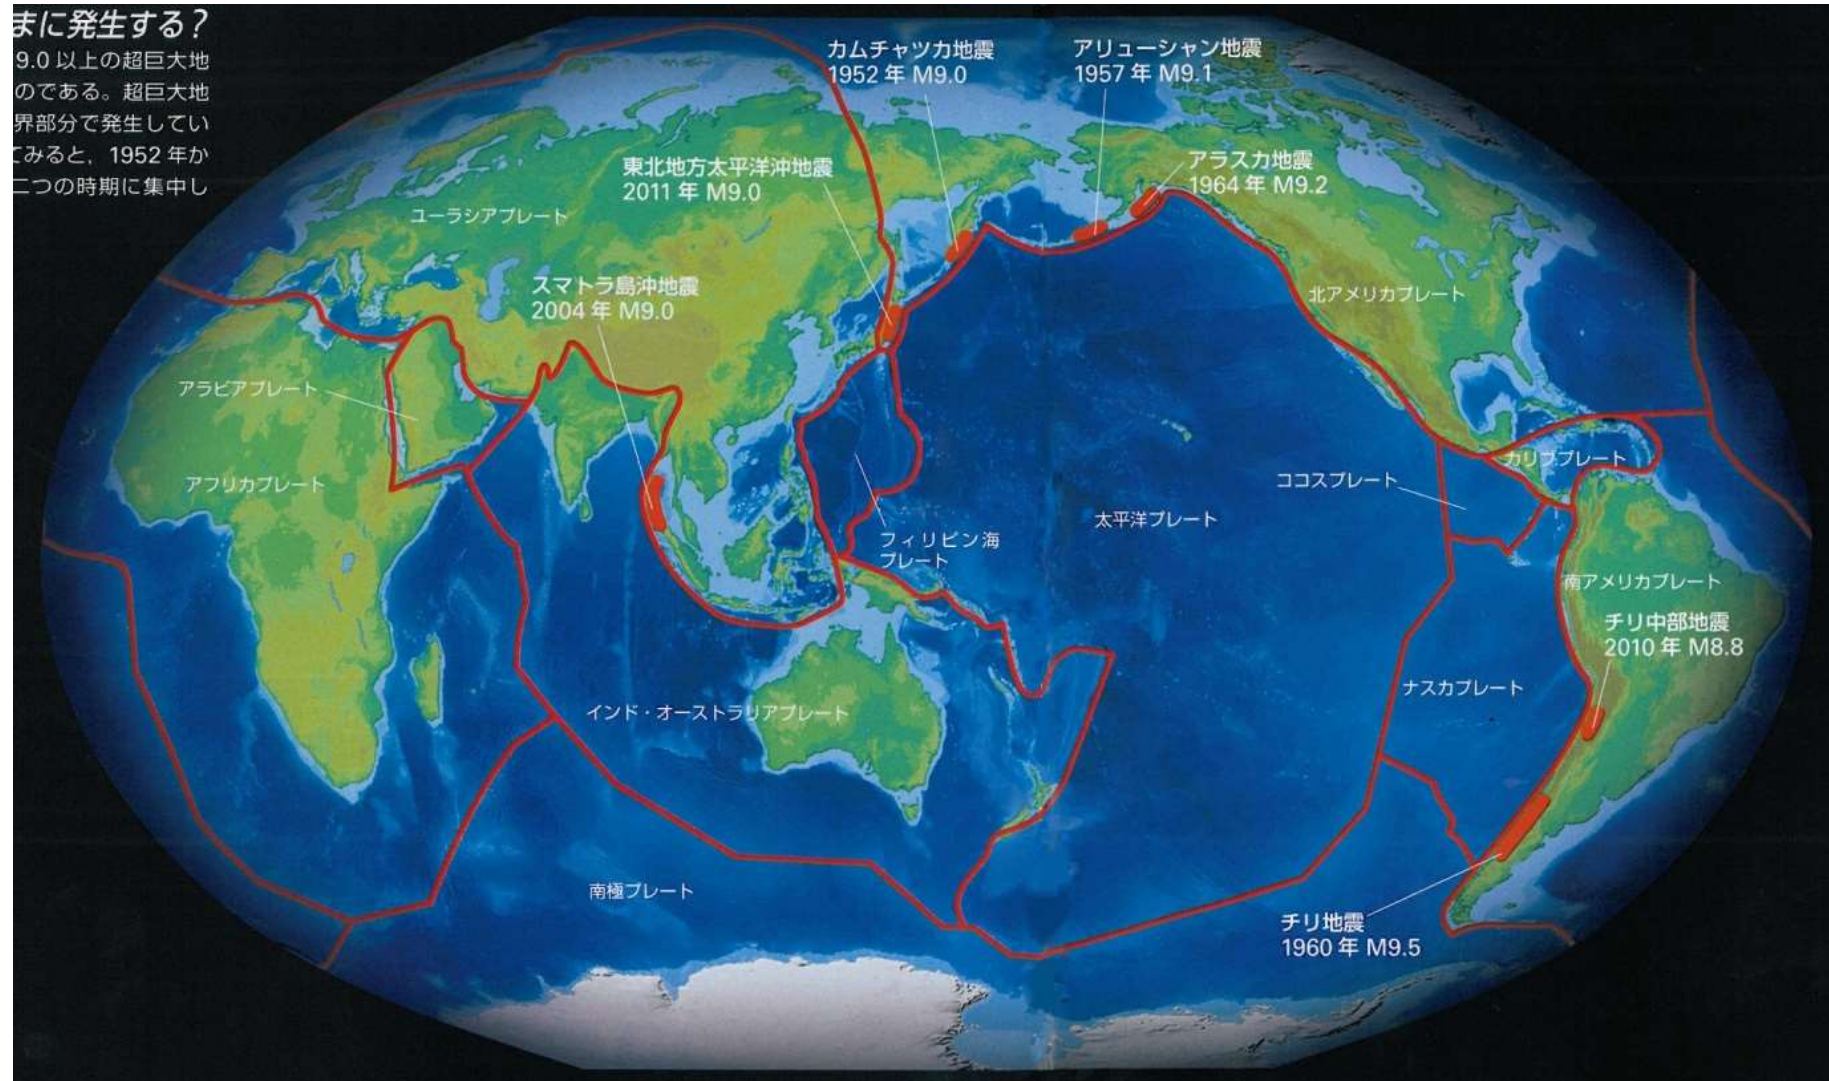 まに発生する?
9.0 以上の超巨大地
のである。超巨大地
界部分で発生してい
てみると，1952 年か
二つの時期に集中し
カムチャツカ地震
1952 年 M9.0
アリューシャン地震
1957 年 M9.1
東北地方太平洋沖地震
2011 年 M9.0
アラスカ地震
1964 年 M9.2
ユーラシアプレート
スマトラ島沖地震
2004 年 M9.0
北アメリカプレート
アラビアプレート
アフリカプレート
カリブプレート
ココスプレート
太平洋プレート
フィリピン海
プレート
南アメリカプレート
チリ中部地震
2010 年 M8.8
ナスカプレート
インド・オーストラリアプレート
南極プレート
チリ地震
1960 年 M9.5